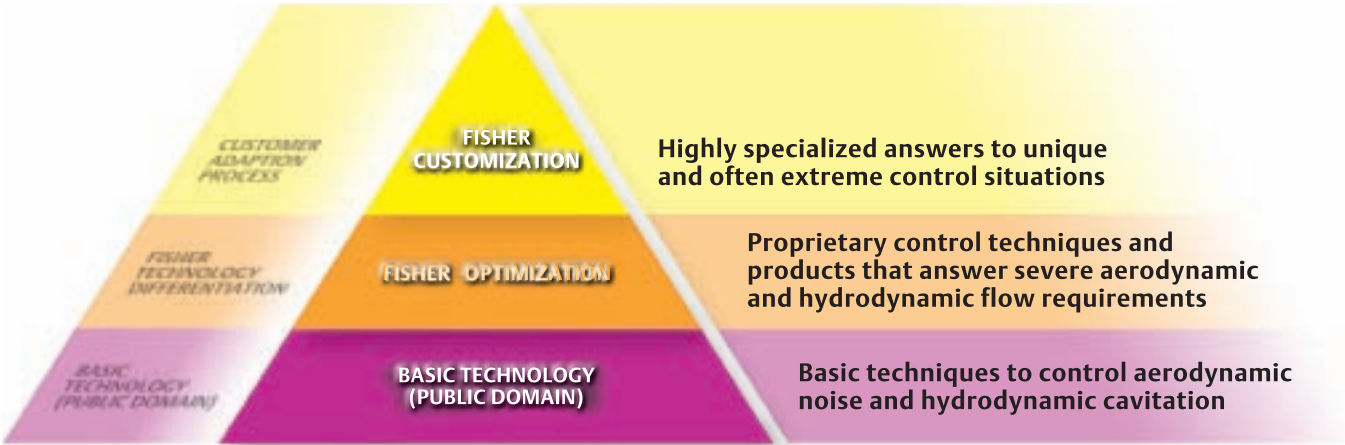 CUSTOMER
ADAPTION
PROCESS
FISHER
CUSTOMIZATION
Highly specialized answers to unique
and often extreme control situations
FISHER
TECHNOLOGY
DIFFERENTIATION
FISHER OPTIMIZATION
Proprietary control techniques and
products that answer severe aerodynamic
and hydrodynamic flow requirements
BASIC
TECHNOLOGY
(PUBLIC DOMAIN)
BASIC TECHNOLOGY
(PUBLIC DOMAIN)
Basic techniques to control aerodynamic
noise and hydrodynamic cavitation